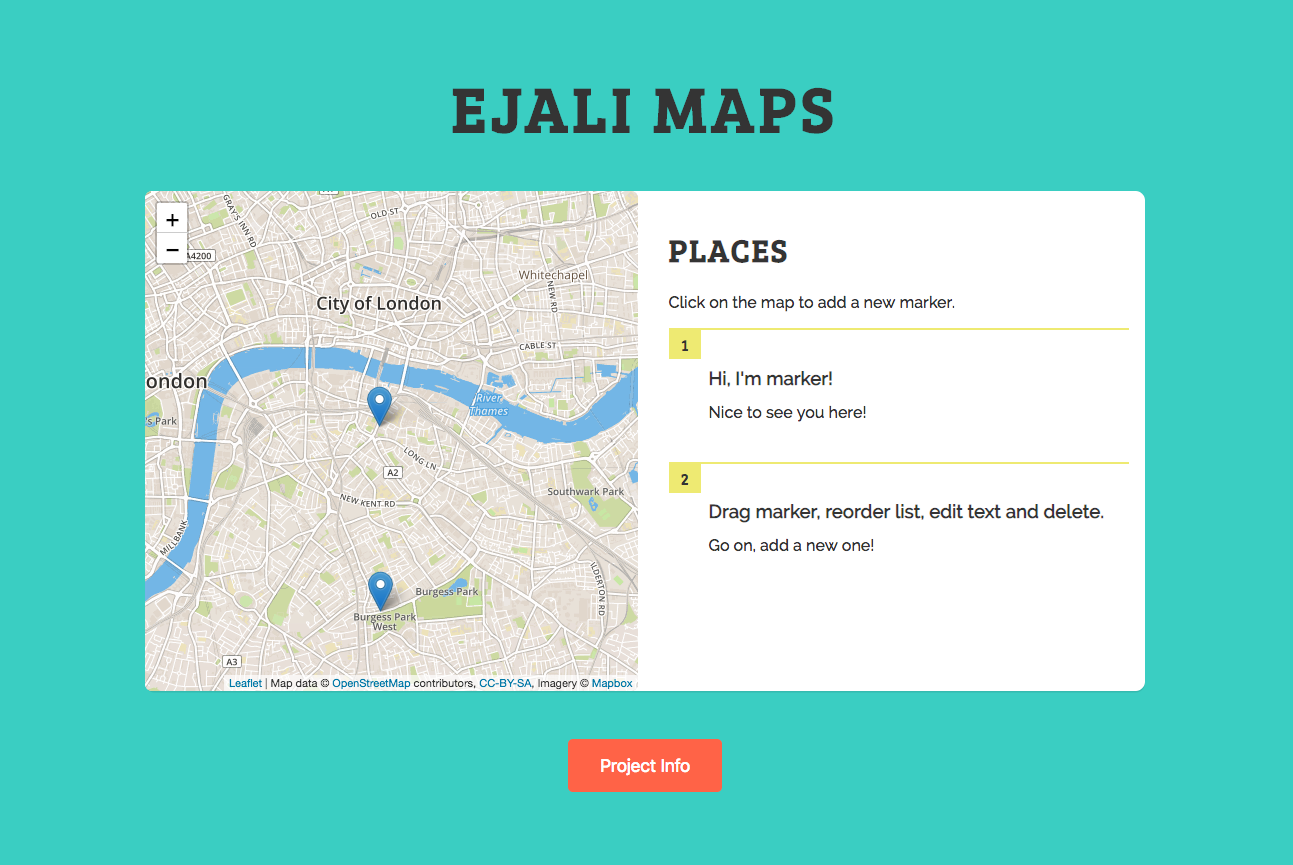 EJALI MAPS
+
−
GRAY'S INN RD
OLD ST
A4200
Whitechapel
NEW RD
City of London
CABLE ST
ondon
River
Thames
's Park
LONG LN
A2
NEW KENT RD
Southwark Park
MILLBANK
ILDERTON RD
Burgess Park
Burgess Park
West
A3
Leaflet | Map data © OpenStreetMap contributors, CC-BY-SA, Imagery © Mapbox
PLACES
Click on the map to add a new marker.
1
Hi, I'm marker!
Nice to see you here!
2
Drag marker, reorder list, edit text and delete.
Go on, add a new one!
Project Info